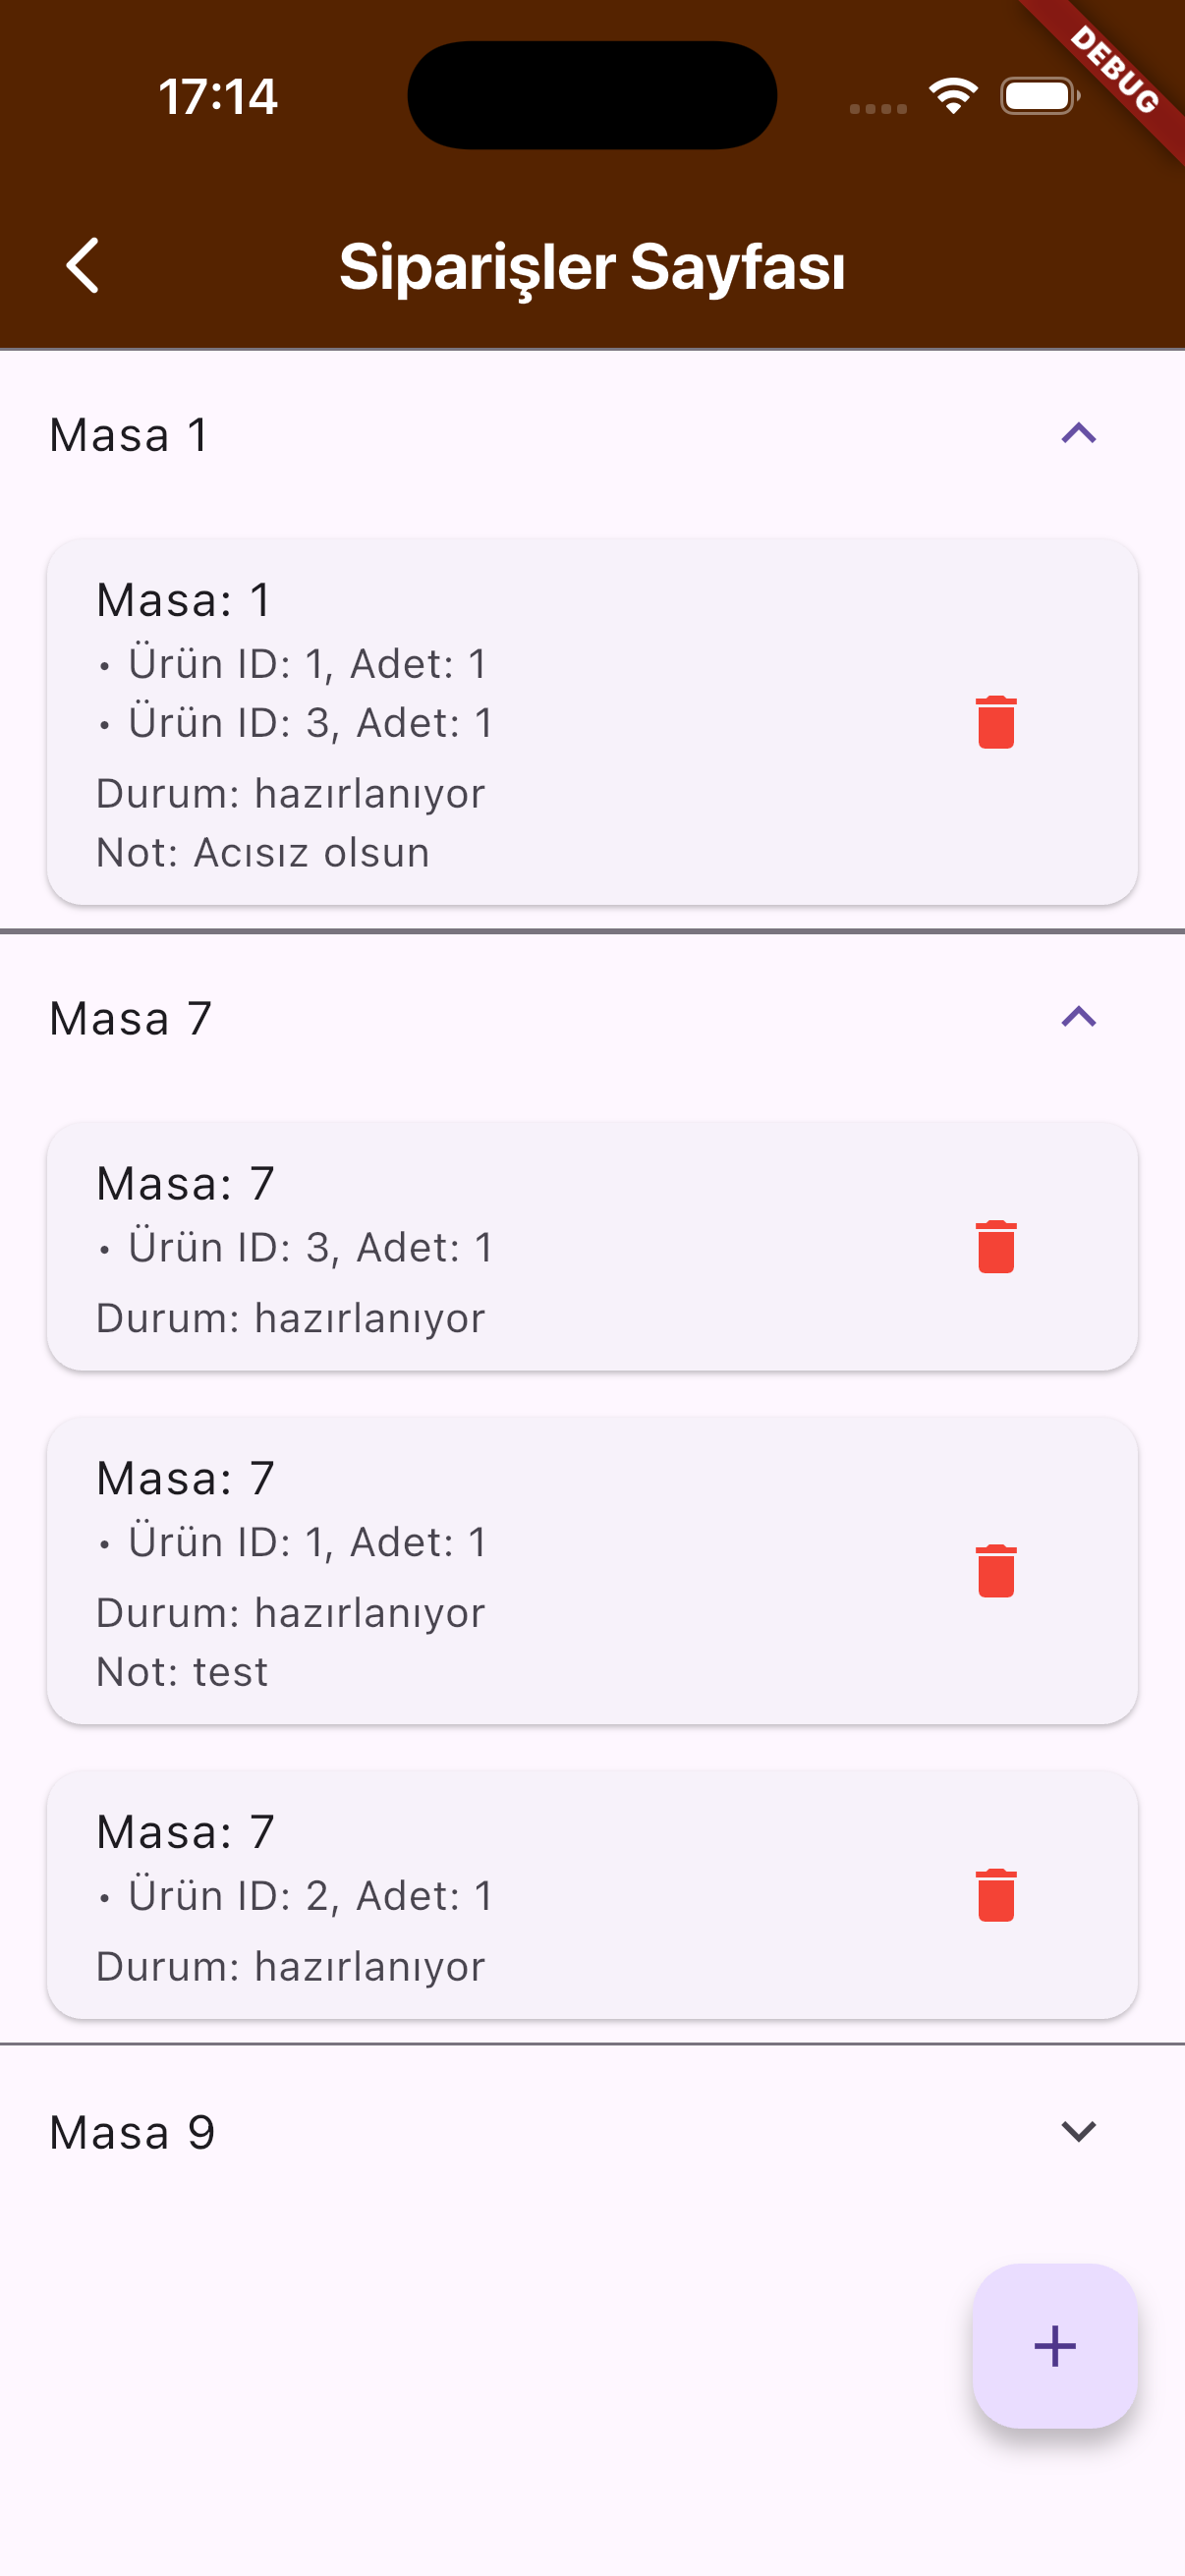 17:14
DEBUG
Siparişler Sayfası
Masa 1
Masa: 1
• Ürün ID: 1, Adet: 1
• Ürün ID: 3, Adet: 1
Durum: hazırlanıyor
Not: Acısız olsun
Masa 7
Masa: 7
• Ürün ID: 3, Adet: 1
Durum: hazırlanıyor
Masa: 7
• Ürün ID: 1, Adet: 1
Durum: hazırlanıyor
Not: test
Masa: 7
• Ürün ID: 2, Adet: 1
Durum: hazırlanıyor
Masa 9